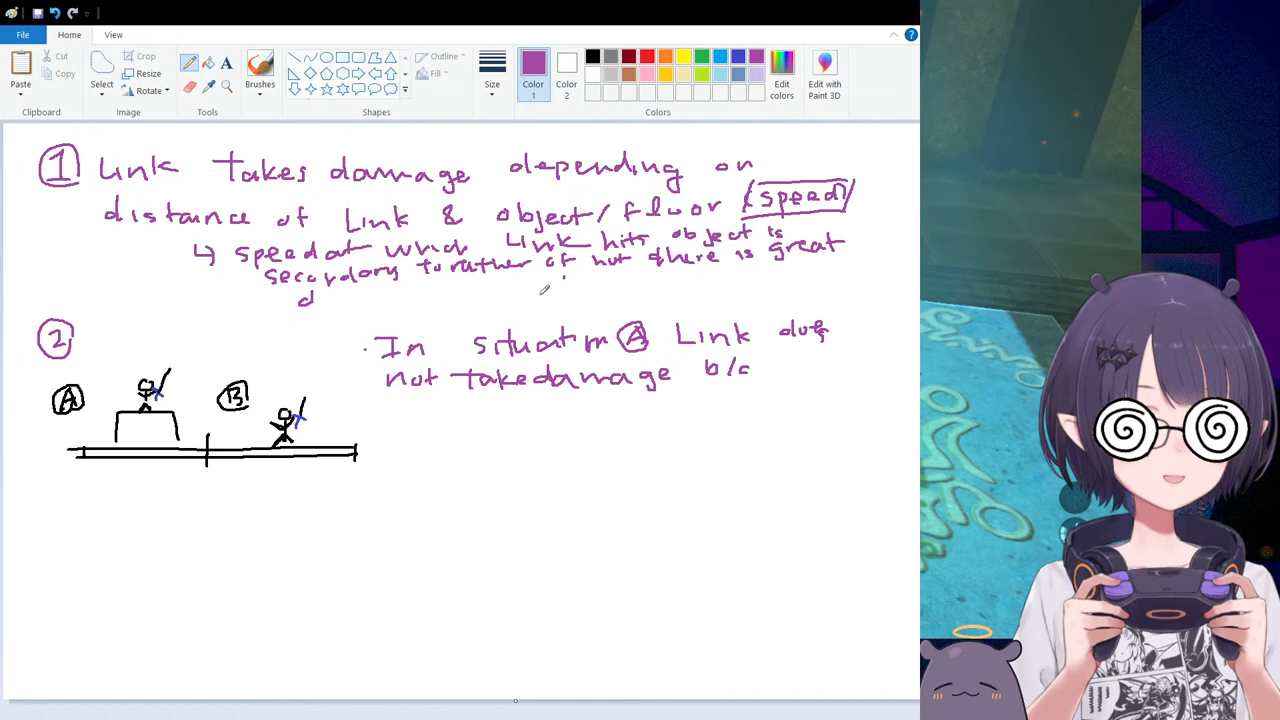 File
Home
View
Paste
Cut
Copy
Clipboard
Select
Crop
Resize
Rotate
Image
A
Tools
Brushes
Outline
Fill
Shapes
Size
Color 1
Color 2
Edit colors
Edit with Paint 3D
Colors
1 Link takes damage depending on
distance of Link & object/floor (speed)
↳ speed at which Link hits object is
secondary to rather of not there is great
d
2
· In situation A Link does
not take damage b/c
A
B